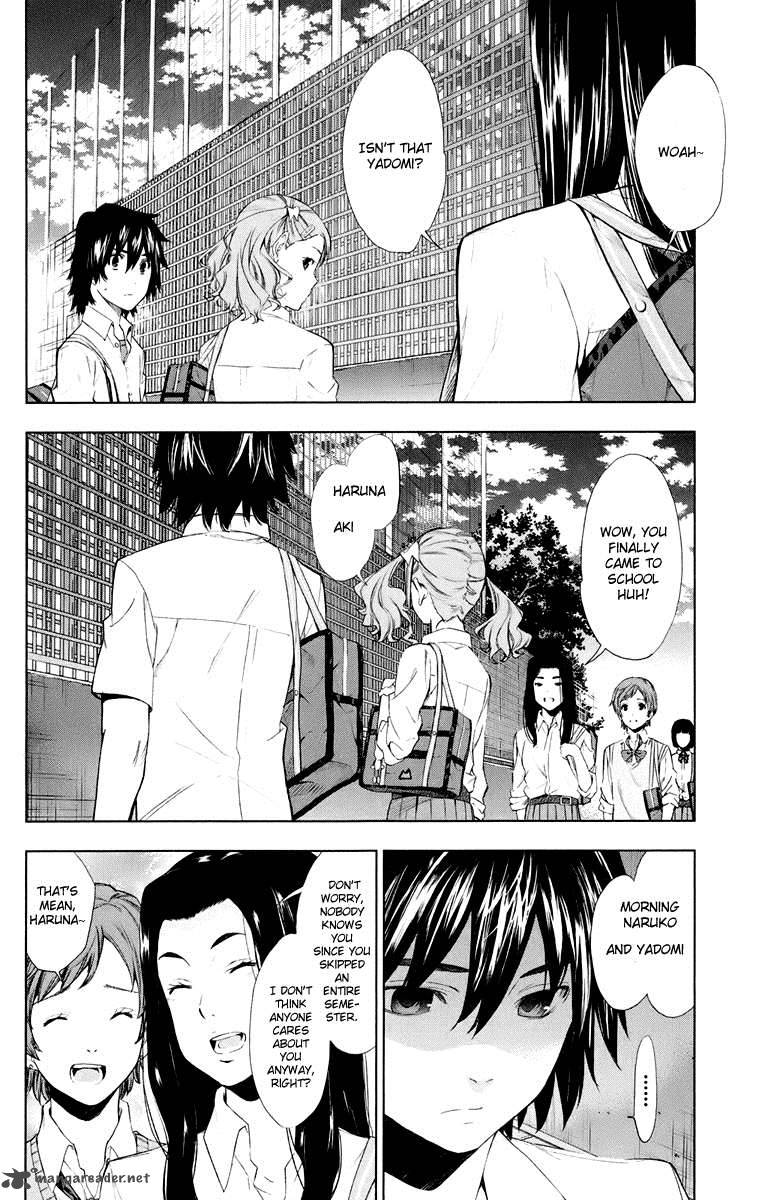 WOAH~
ISN'T THAT
YADOMI?
WOW, YOU
FINALLY
CAME TO
SCHOOL
HUH!
HARUNA
AKI
MORNING
NARUKO
AND YADOMI
......
DON'T
WORRY,
NOBODY
KNOWS
YOU
SINCE YOU
SKIPPED
AN
ENTIRE
SEME-
STER.
I DON'T
THINK
ANYONE
CARES
ABOUT
YOU
ANYWAY,
RIGHT?
THAT'S
MEAN,
HARUNA~
mangareader.net